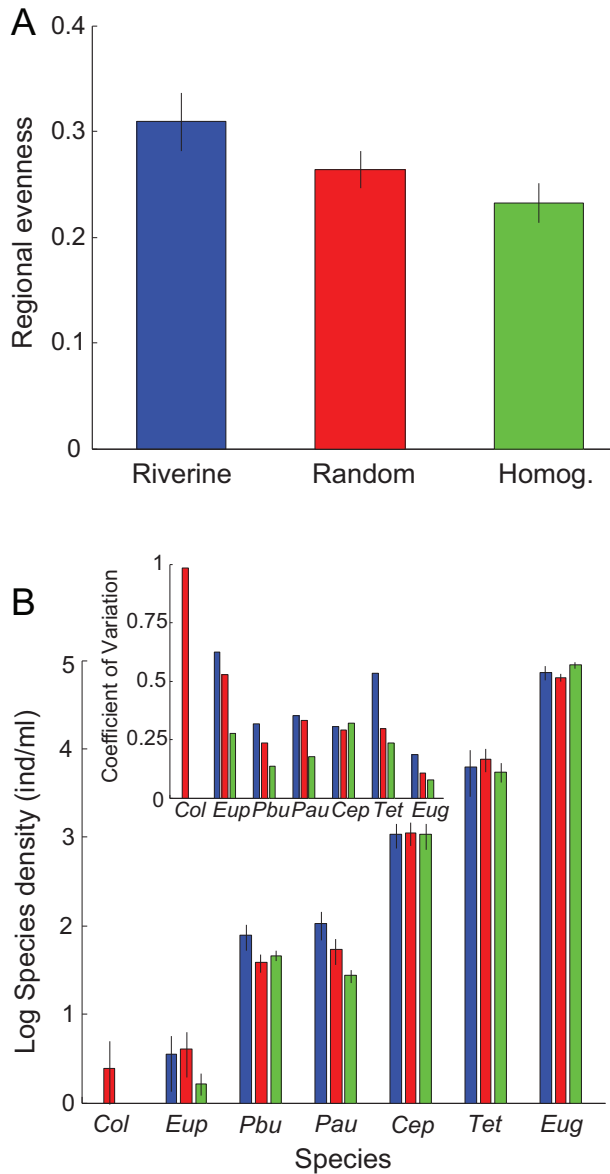 A
0.4
0.3
0.2
0.1
0
Regional evenness
Riverine Random Homog.
B
1
0.75
0.5
0.25
0
Coefficient of Variation
Col Eup Pbu Pau Cep Tet Eug
5
4
3
2
1
0
Log Species density (ind/ml)
Col Eup Pbu Pau Cep Tet Eug
Species